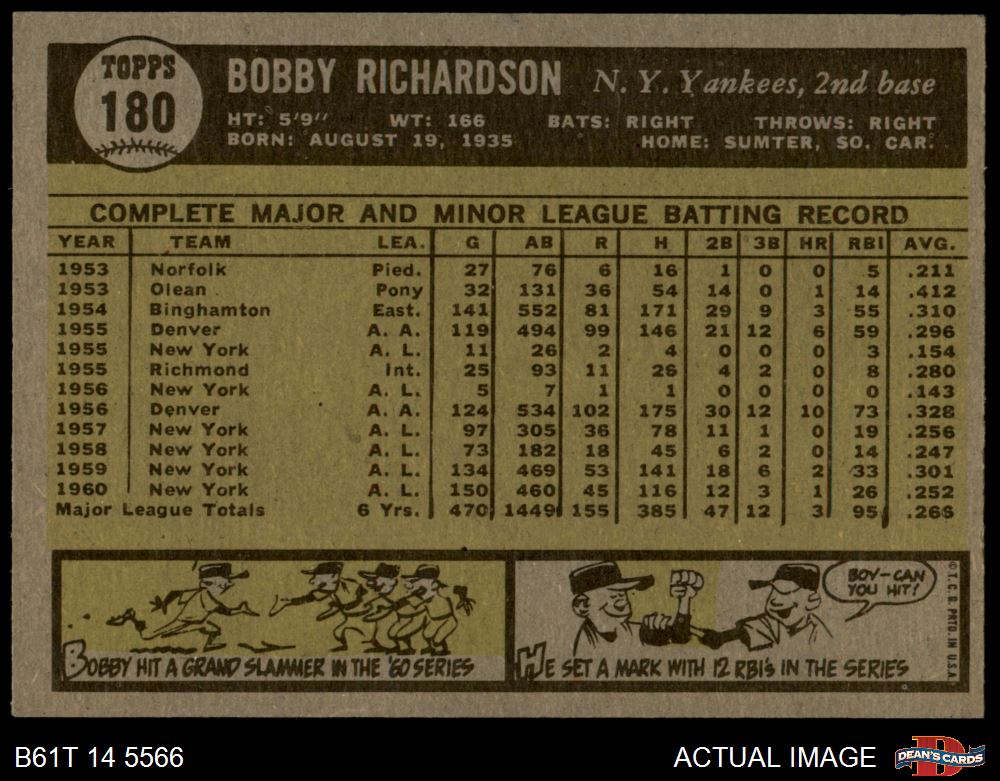 TOPPS
180
BOBBY RICHARDSON N. Y. Yankees, 2nd base
HT: 5'9" WT: 166 BATS: RIGHT THROWS: RIGHT
BORN: AUGUST 19, 1935 HOME: SUMTER, SO. CAR.
COMPLETE MAJOR AND MINOR LEAGUE BATTING RECORD
YEAR TEAM LEA. G AB R H 2B 3B HR RBI AVG.
1953 Norfolk Pied. 27 76 6 16 1 0 0 5 .211
1953 Olean Pony 32 131 36 54 14 0 1 14 .412
1954 Binghamton East. 141 552 81 171 29 9 3 55 .310
1955 Denver A. A. 119 494 99 146 21 12 6 59 .296
1955 New York A. L. 11 26 2 4 0 0 0 3 .154
1955 Richmond Int. 25 93 11 26 4 2 0 8 .280
1956 New York A. L. 5 7 1 1 0 0 0 0 .143
1956 Denver A. A. 124 534 102 175 30 12 10 73 .328
1957 New York A. L. 97 305 36 78 11 1 0 19 .256
1958 New York A. L. 73 182 18 45 6 2 0 14 .247
1959 New York A. L. 134 469 53 141 18 6 2 33 .301
1960 New York A. L. 150 460 45 116 12 3 1 26 .252
Major League Totals 6 Yrs. 470 1449 155 385 47 12 3 95 .266
BOBBY HIT A GRAND SLAMMER IN THE '60 SERIES
BOY-CAN
YOU HIT!
HE SET A MARK WITH 12 RBI'S IN THE SERIES
© T. C. G. PRTD. IN U.S.A.
B61T 14 5566
ACTUAL IMAGE
D
DEAN'S CARDS